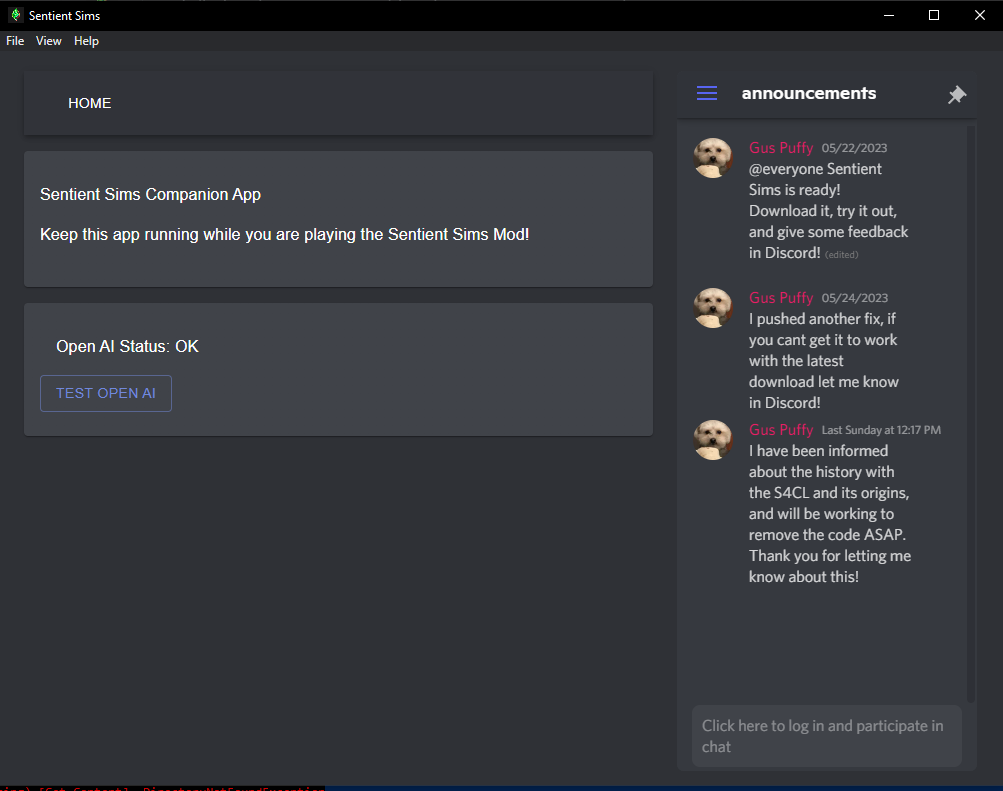 Sentient Sims
File View Help
HOME
Sentient Sims Companion App
Keep this app running while you are playing the Sentient Sims Mod!
Open AI Status: OK
TEST OPEN AI
announcements
Gus Puffy 05/22/2023
@everyone Sentient
Sims is ready!
Download it, try it out,
and give some feedback
in Discord! (edited)
Gus Puffy 05/24/2023
I pushed another fix, if
you cant get it to work
with the latest
download let me know
in Discord!
Gus Puffy Last Sunday at 12:17 PM
I have been informed
about the history with
the S4CL and its origins,
and will be working to
remove the code ASAP.
Thank you for letting me
know about this!
Click here to log in and participate in
chat